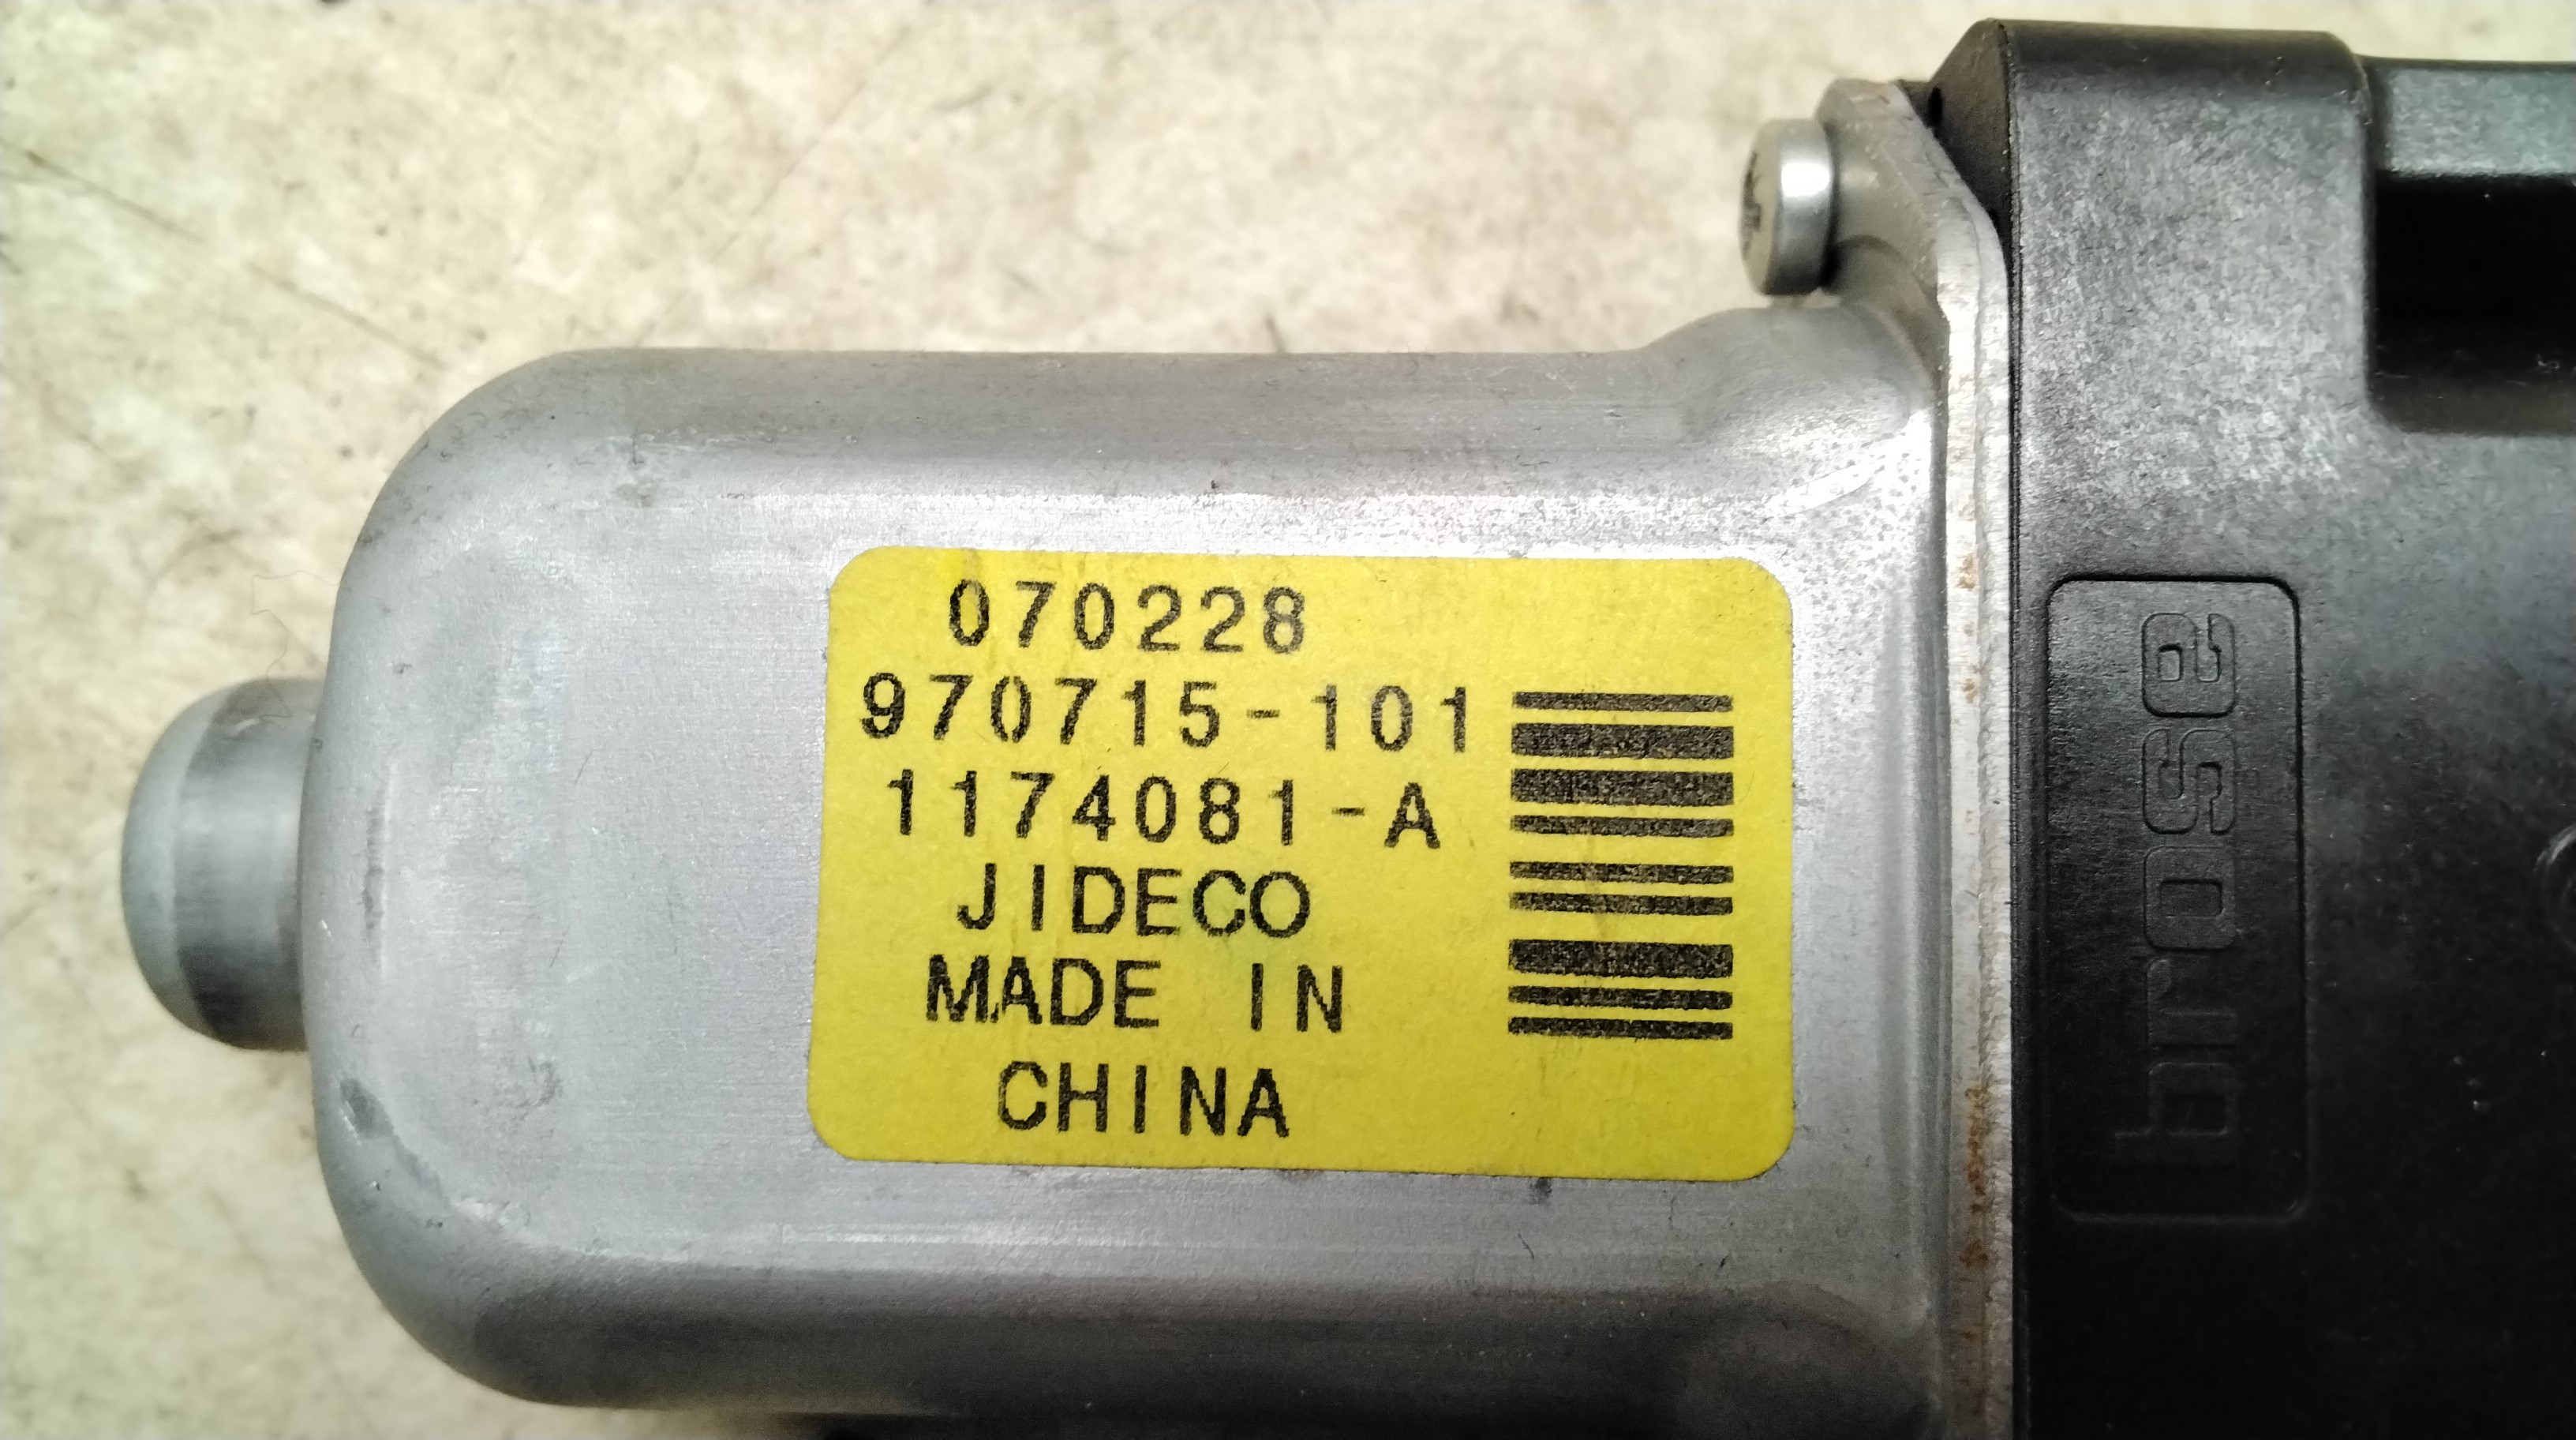 070228
970715-101
1174081-A
JIDECO
MADE IN
CHINA
brose